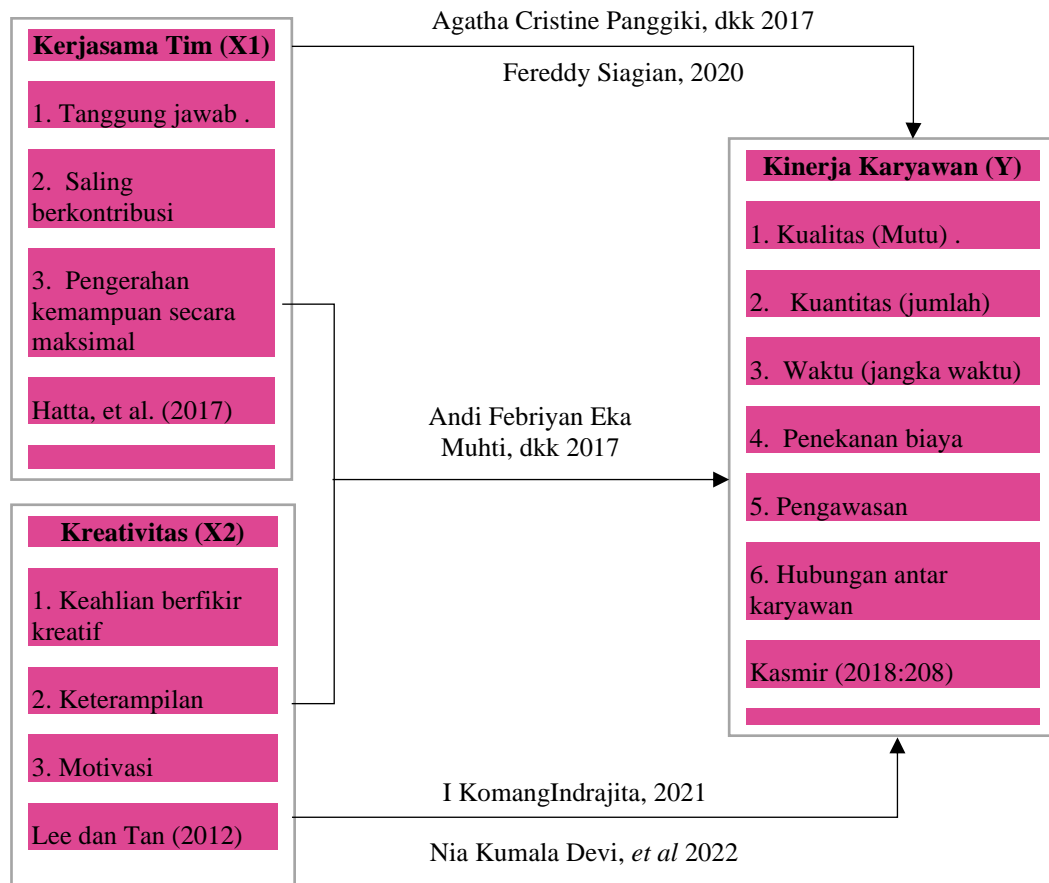 Agatha Cristine Panggiki, dkk 2017
Fereddy Siagian, 2020
Kerjasama Tim (X1)
1. Tanggung jawab .
2. Saling
berkontribusi
3. Pengerahan
kemampuan secara
maksimal
Hatta, et al. (2017)
Andi Febriyan Eka
Muhti, dkk 2017
Kreativitas (X2)
1. Keahlian berfikir
kreatif
2. Keterampilan
3. Motivasi
Lee dan Tan (2012)
I KomangIndrajita, 2021
Nia Kumala Devi, et al 2022
Kinerja Karyawan (Y)
1. Kualitas (Mutu) .
2. Kuantitas (jumlah)
3. Waktu (jangka waktu)
4. Penekanan biaya
5. Pengawasan
6. Hubungan antar
karyawan
Kasmir (2018:208)